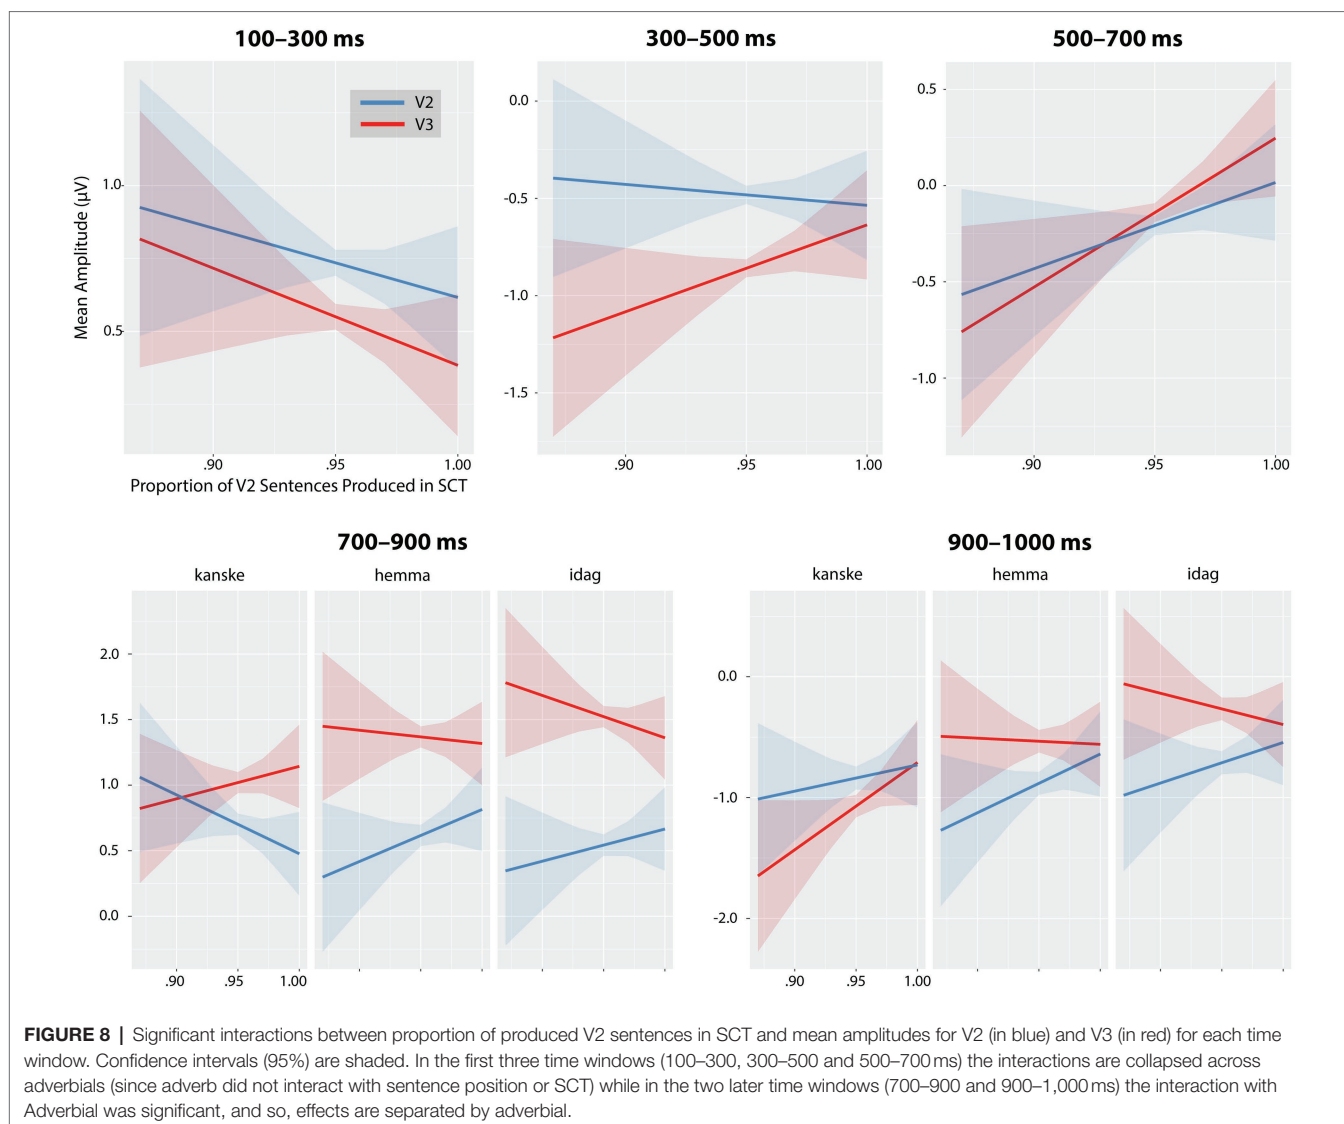 100–300 ms
300–500 ms
500–700 ms
V2
V3
Mean Amplitude (µV)
1.0
0.5
.90
.95
1.00
Proportion of V2 Sentences Produced in SCT
0.0
-0.5
-1.0
-1.5
.90
.95
1.00
0.5
0.0
-0.5
-1.0
.90
.95
1.00
700–900 ms
kanske
hemma
idag
2.0
1.5
1.0
0.5
0.0
.90
.95
1.00
900–1000 ms
kanske
hemma
idag
0.0
-1.0
-2.0
.90
.95
1.00
FIGURE 8 | Significant interactions between proportion of produced V2 sentences in SCT and mean amplitudes for V2 (in blue) and V3 (in red) for each time
window. Confidence intervals (95%) are shaded. In the first three time windows (100–300, 300–500 and 500–700 ms) the interactions are collapsed across
adverbials (since adverb did not interact with sentence position or SCT) while in the two later time windows (700–900 and 900–1,000 ms) the interaction with
Adverbial was significant, and so, effects are separated by adverbial.